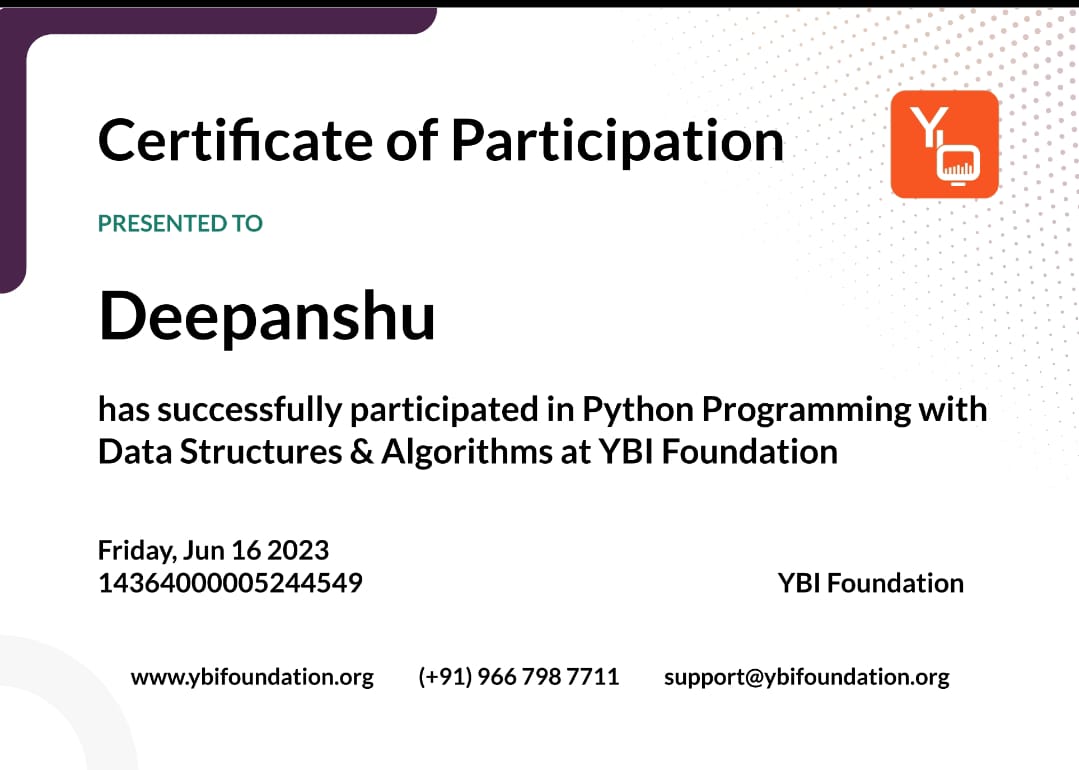 Certificate of Participation
Y
PRESENTED TO
Deepanshu
has successfully participated in Python Programming with
Data Structures & Algorithms at YBI Foundation
Friday, Jun 16 2023
14364000005244549
YBI Foundation
www.ybifoundation.org (+91) 966 798 7711 support@ybifoundation.org